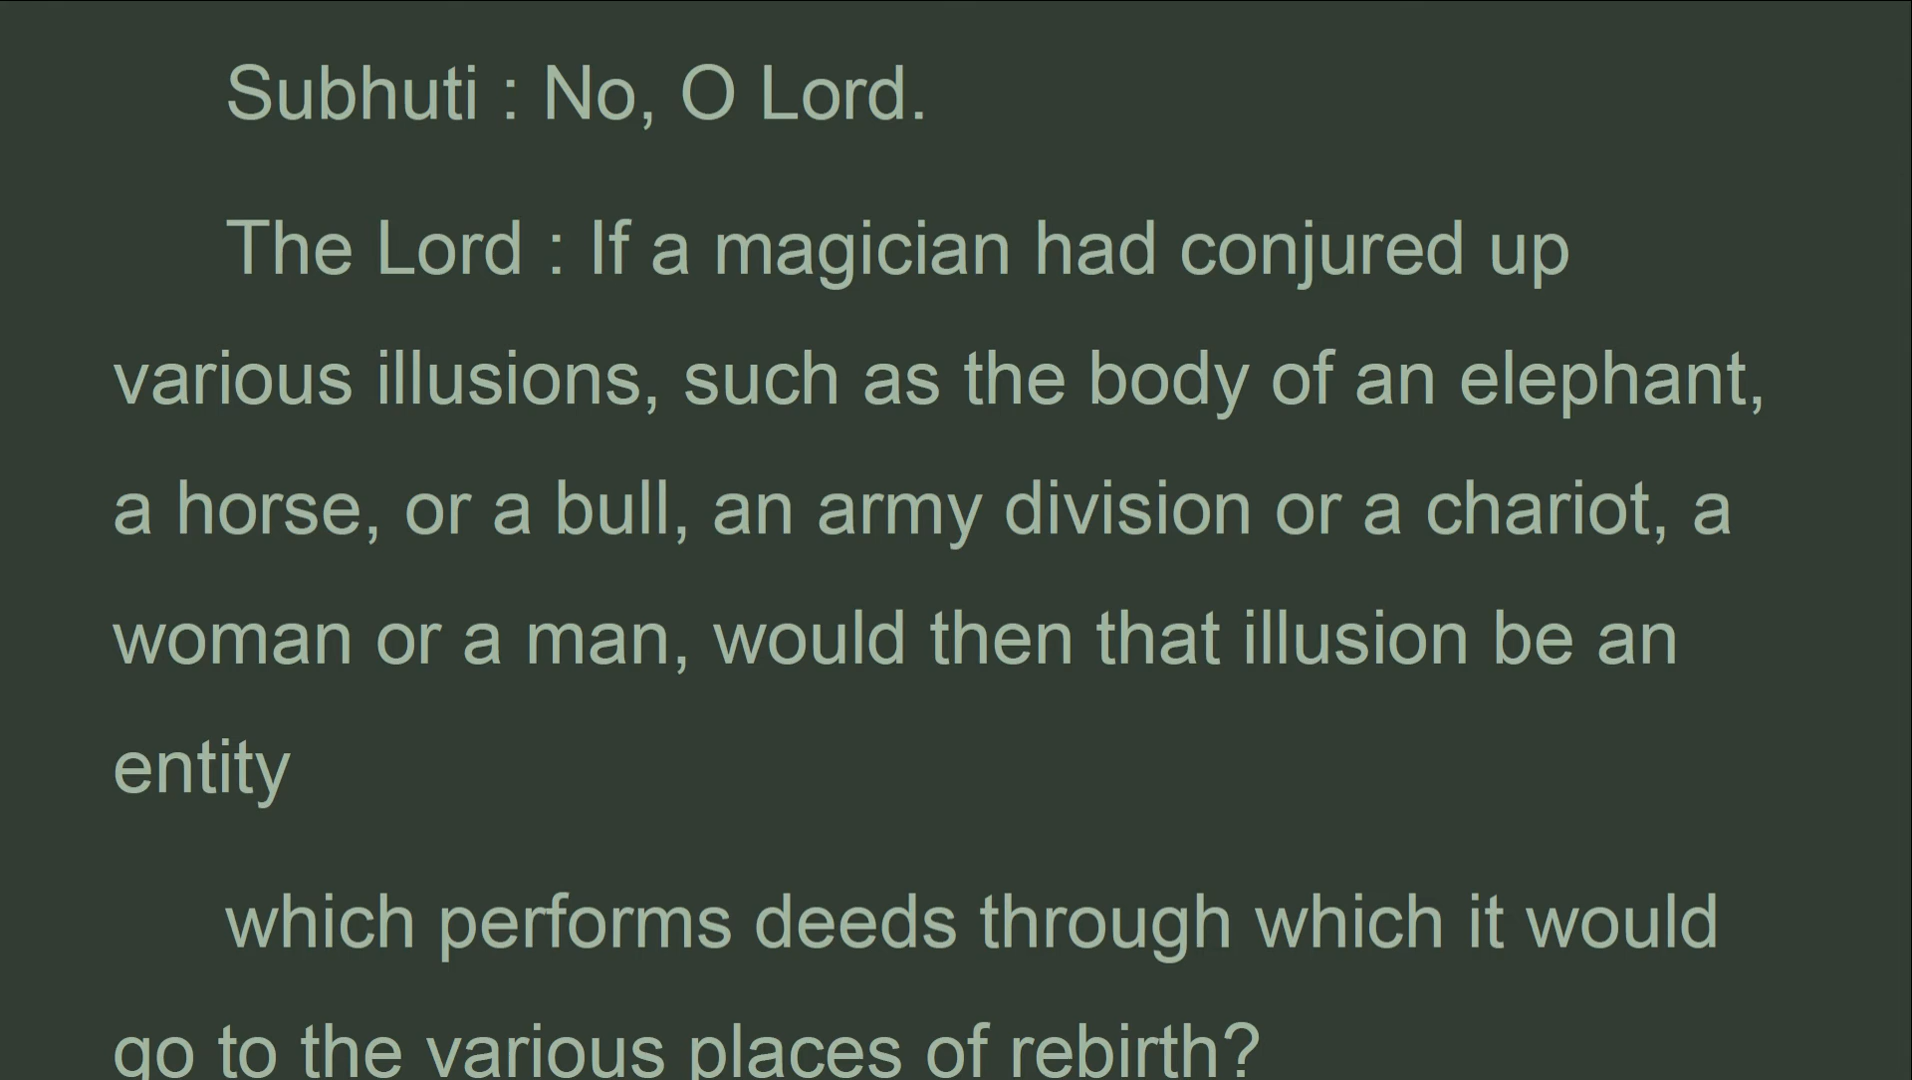 Subhuti : No, O Lord.
The Lord : If a magician had conjured up
various illusions, such as the body of an elephant,
a horse, or a bull, an army division or a chariot, a
woman or a man, would then that illusion be an
entity
which performs deeds through which it would
go to the various places of rebirth?